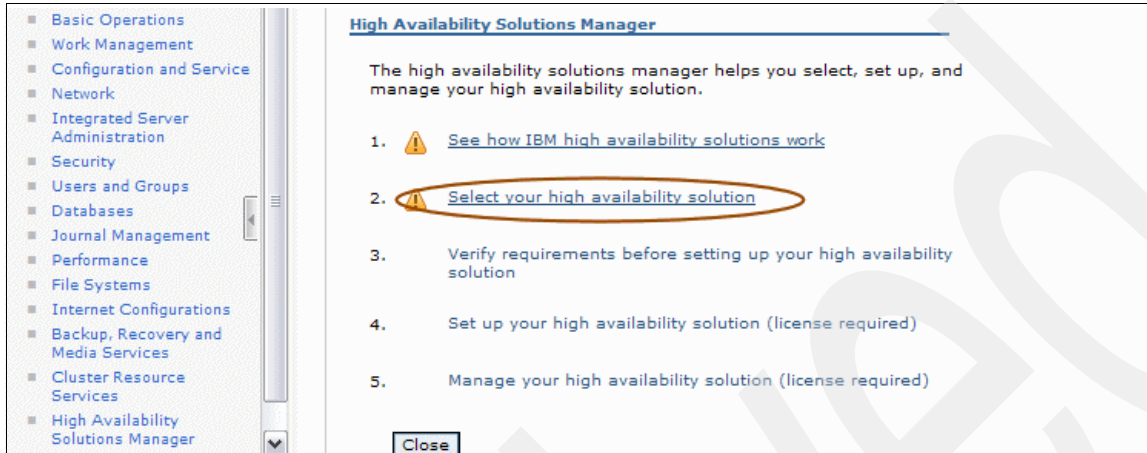 Basic Operations
Work Management
Configuration and Service
Network
Integrated Server
Administration
Security
Users and Groups
Databases
Journal Management
Performance
File Systems
Internet Configurations
Backup, Recovery and
Media Services
Cluster Resource
Services
High Availability
Solutions Manager
High Availability Solutions Manager
The high availability solutions manager helps you select, set up, and
manage your high availability solution.
1. See how IBM high availability solutions work
2. Select your high availability solution
3. Verify requirements before setting up your high availability
solution
4. Set up your high availability solution (license required)
5. Manage your high availability solution (license required)
Close